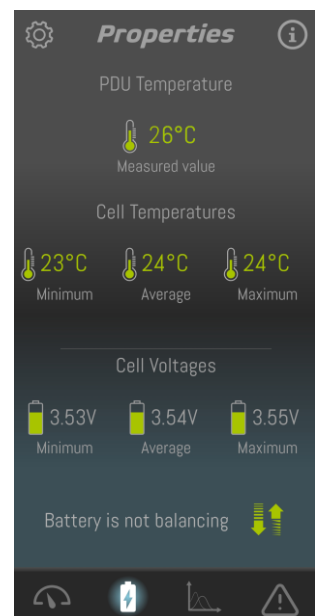 Properties
PDU Temperature
26°C
Measured value
Cell Temperatures
23°C 24°C 24°C
Minimum Average Maximum
Cell Voltages
3.53V 3.54V 3.55V
Minimum Average Maximum
Battery is not balancing